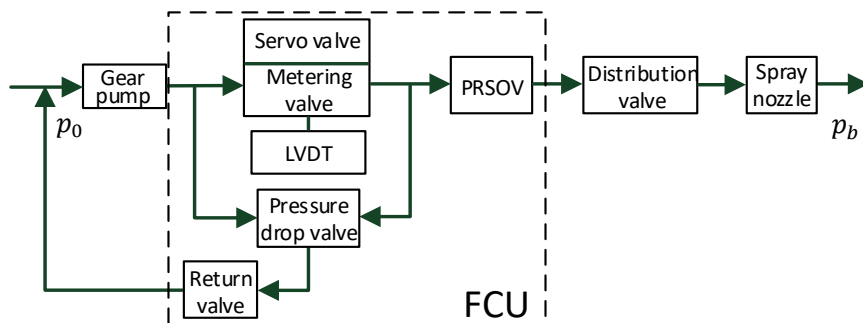 Servo valve
Gear
pump
Metering
valve
PRSOV
Distribution
valve
Spray
nozzle
p₀
p_b
LVDT
Pressure
drop valve
Return
valve
FCU